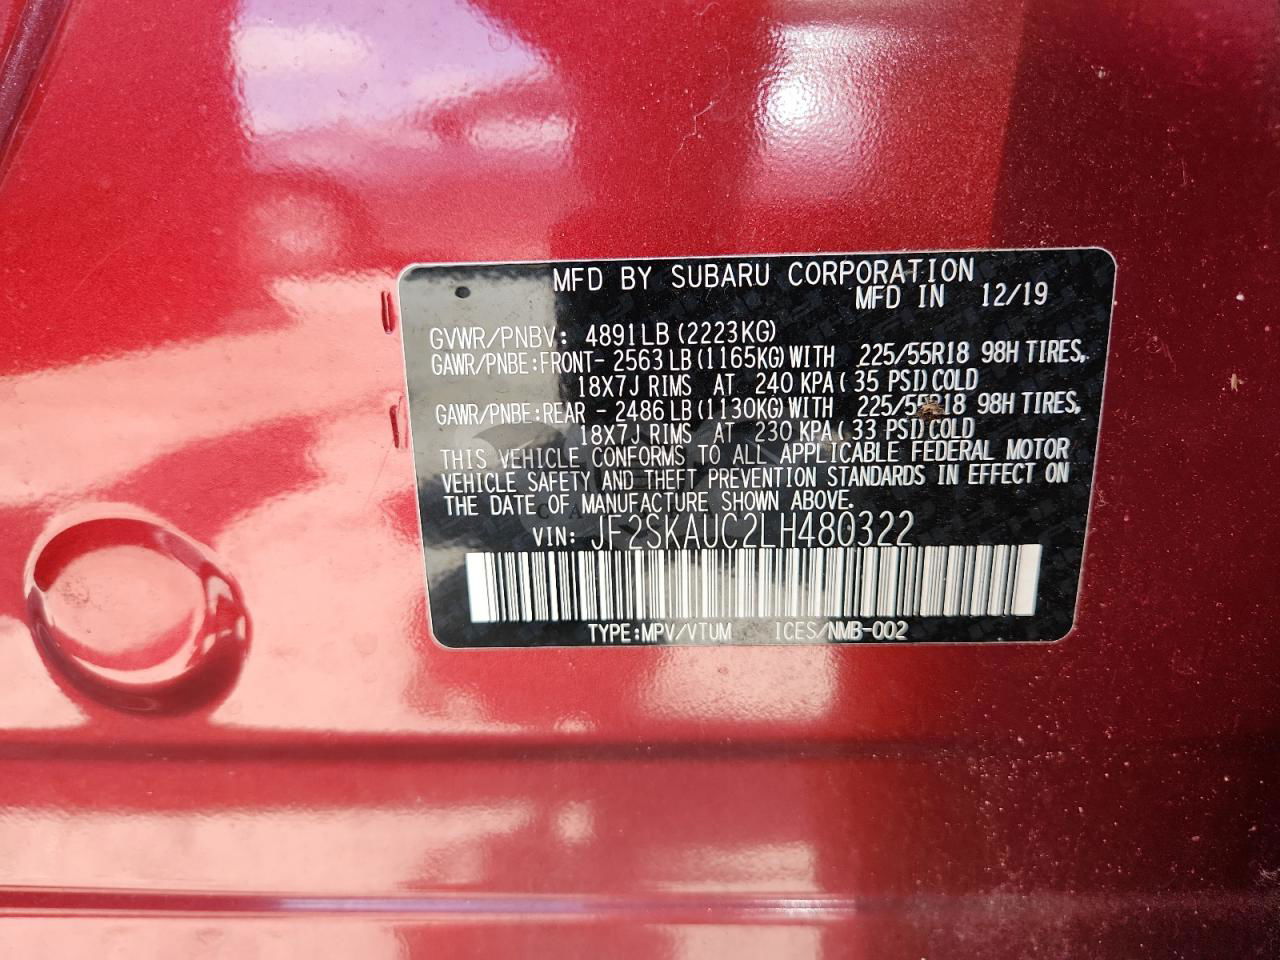 MFD BY SUBARU CORPORATION
MFD IN 12/19
GVWR/PNBV: 4891LB (2223KG)
GAWR/PNBE:FRONT- 2563 LB (1165KG) WITH 225/55R18 98H TIRES,
18X7J RIMS AT 240 KPA ( 35 PSI) COLD
GAWR/PNBE:REAR - 2486 LB (1130KG) WITH 225/55R18 98H TIRES,
18X7J RIMS AT 230 KPA ( 33 PSI) COLD
THIS VEHICLE CONFORMS TO ALL APPLICABLE FEDERAL MOTOR
VEHICLE SAFETY AND THEFT PREVENTION STANDARDS IN EFFECT ON
THE DATE OF MANUFACTURE SHOWN ABOVE.
VIN: JF2SKAUC2LH480322
TYPE:MPV/VTUM ICES/NMB-002